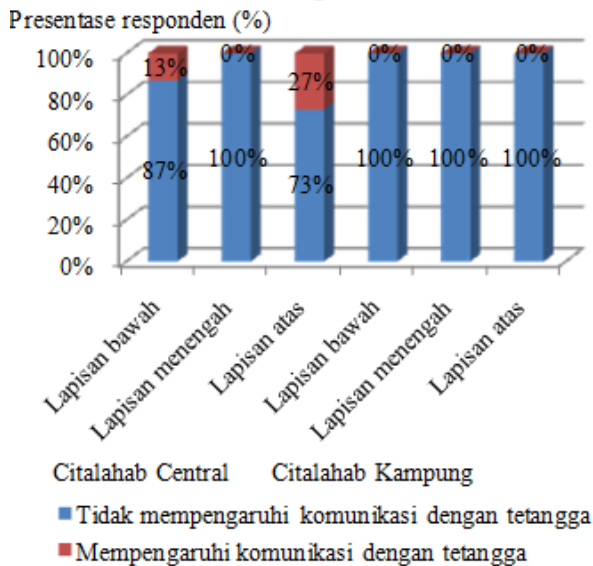 Presentase responden (%)
100%
80%
60%
40%
20%
0%
13% 0% 27% 0% 0% 0%
87% 100% 73% 100% 100% 100%
Lapisan bawah
Lapisan menengah
Lapisan atas
Lapisan bawah
Lapisan menengah
Lapisan atas
Citalahab Central Citalahab Kampung
Tidak mempengaruhi komunikasi dengan tetangga
Mempengaruhi komunikasi dengan tetangga